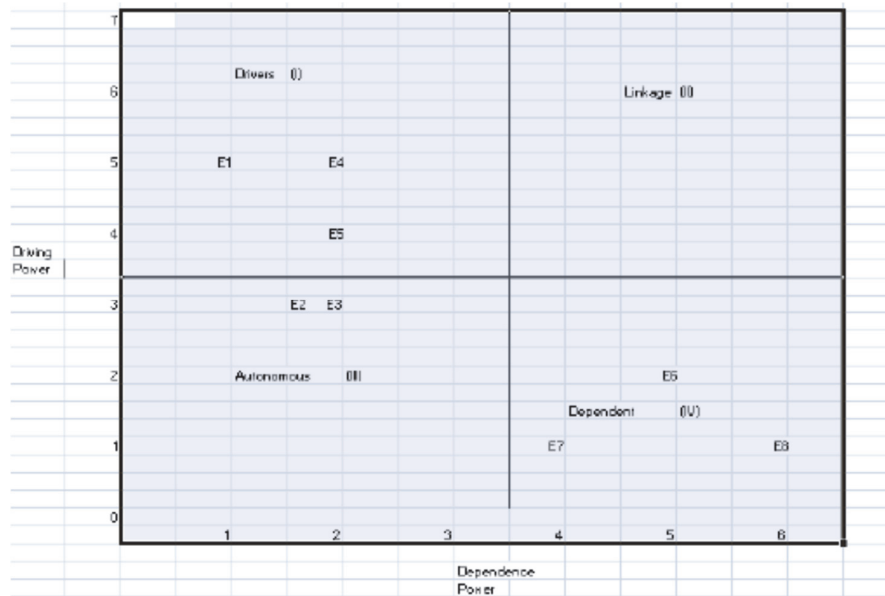 7
Drivers (I)
6
Linkage (II)
5
E1 E4
4
E5
Driving
Power
3
E2 E3
2
Autonomous (III)
E6
Dependent (IV)
1
E7 E8
0
1 2 3 4 5 6
Dependence
Power